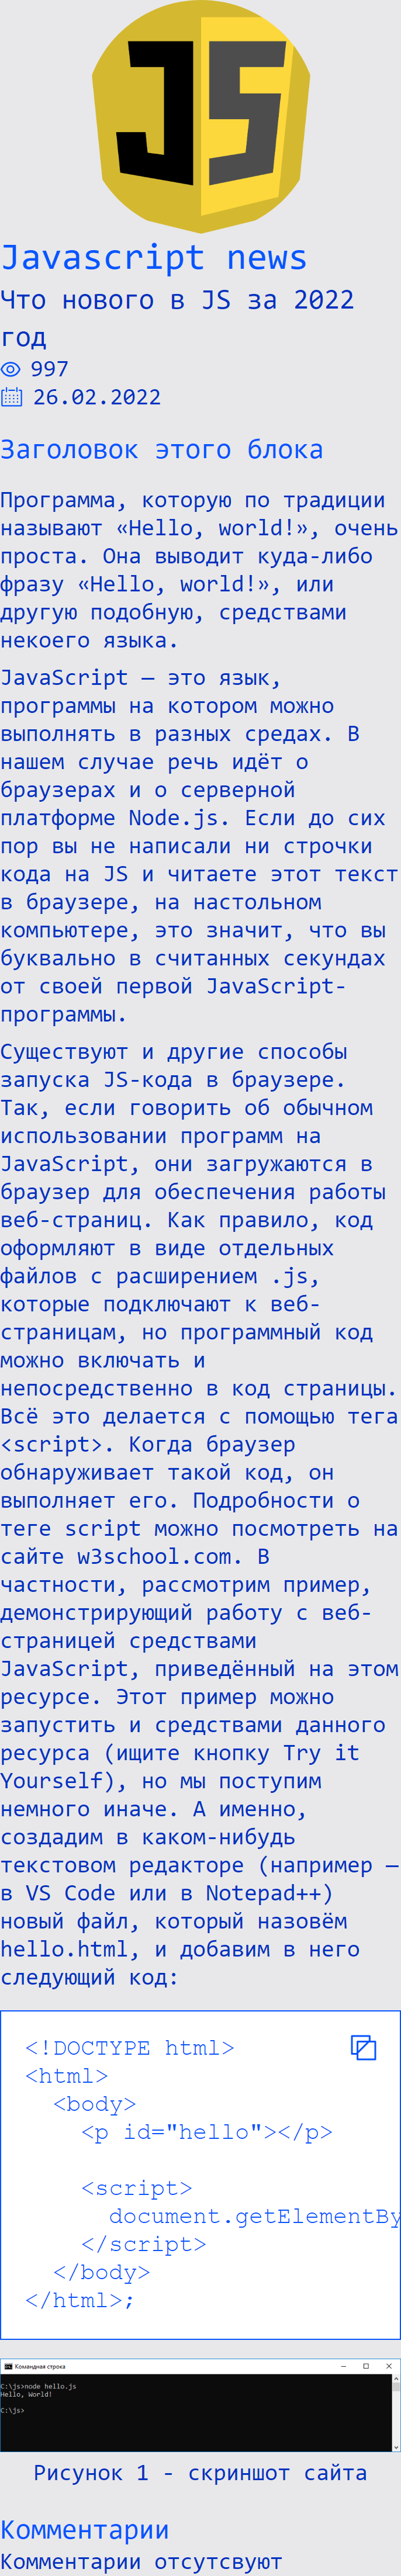 JS
Javascript news
Что нового в JS за 2022
год
997
26.02.2022
Заголовок этого блока
Программа, которую по традиции
называют «Hello, world!», очень
проста. Она выводит куда-либо
фразу «Hello, world!», или
другую подобную, средствами
некоего языка.
JavaScript — это язык,
программы на котором можно
выполнять в разных средах. В
нашем случае речь идёт о
браузерах и о серверной
платформе Node.js. Если до сих
пор вы не написали ни строчки
кода на JS и читаете этот текст
в браузере, на настольном
компьютере, это значит, что вы
буквально в считанных секундах
от своей первой JavaScript-
программы.
Существуют и другие способы
запуска JS-кода в браузере.
Так, если говорить об обычном
использовании программ на
JavaScript, они загружаются в
браузер для обеспечения работы
веб-страниц. Как правило, код
оформляют в виде отдельных
файлов с расширением .js,
которые подключают к веб-
страницам, но программный код
можно включать и
непосредственно в код страницы.
Всё это делается с помощью тега
<script>. Когда браузер
обнаруживает такой код, он
выполняет его. Подробности о
теге script можно посмотреть на
сайте w3school.com. В
частности, рассмотрим пример,
демонстрирующий работу с веб-
страницей средствами
JavaScript, приведённый на этом
ресурсе. Этот пример можно
запустить и средствами данного
ресурса (ищите кнопку Try it
Yourself), но мы поступим
немного иначе. А именно,
создадим в каком-нибудь
текстовом редакторе (например —
в VS Code или в Notepad++)
новый файл, который назовём
hello.html, и добавим в него
следующий код:
<!DOCTYPE html>
<html>
<body>
<p id="hello"></p>
<script>
document.getElementBy
</script>
</body>
</html>;
Командная строка
C:\js>node hello.js
Hello, World!
C:\js>
Рисунок 1 - скриншот сайта
Комментарии
Комментарии отсутсвуют